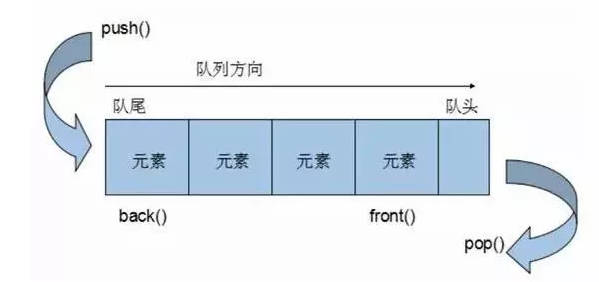 push()
队列方向
队尾 队头
元素 元素 元素 元素
back() front()
pop()